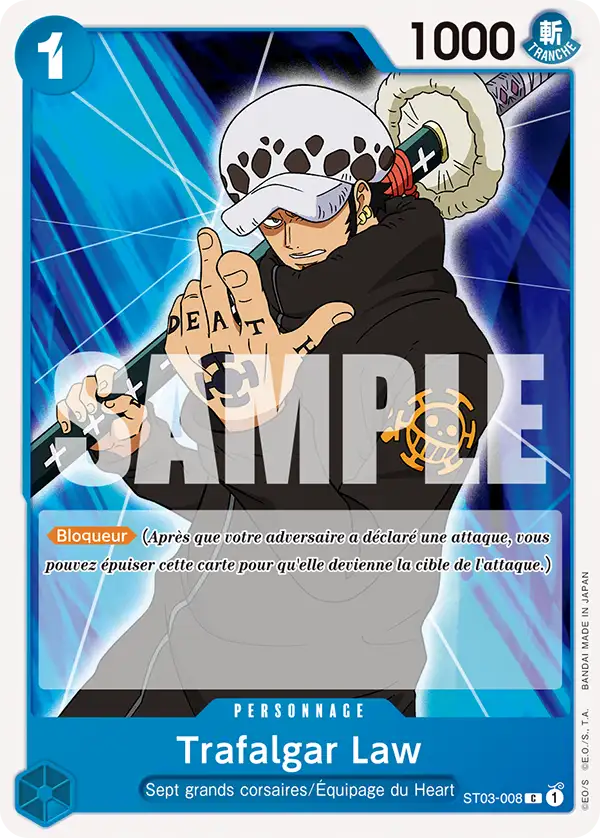 1
1000
斬
TRANCHE
DEATH
SAMPLE
Bloqueur (Après que votre adversaire a déclaré une attaque, vous
pouvez épuiser cette carte pour qu'elle devienne la cible de l'attaque.)
PERSONNAGE
Trafalgar Law
Sept grands corsaires/Équipage du Heart
ST03-008 C 1
©EO/S ©E.O./S., T.A. BANDAI MADE IN JAPAN